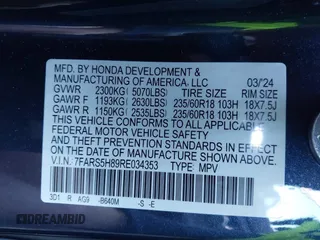 MFD. BY HONDA DEVELOPMENT &
MANUFACTURING OF AMERICA, LLC 03/'24
GVWR 2300KG(5070LBS) TIRE SIZE RIM SIZE
GAWR F 1193KG(2630LBS) 235/60R18 103H 18X7.5J
GAWR R 1150KG(2535LBS) 235/60R18 103H 18X7.5J
THIS VEHICLE CONFORMS TO ALL APPLICABLE
FEDERAL MOTOR VEHICLE SAFETY AND
THEFT PREVENTION STANDARDS IN EFFECT ON
THE DATE OF MANUFACTURE SHOWN ABOVE.
V.I.N: 7FARS5H89RE034353 TYPE: MPV
3D1 R AG9 -B640M -S -E
DREAMBID